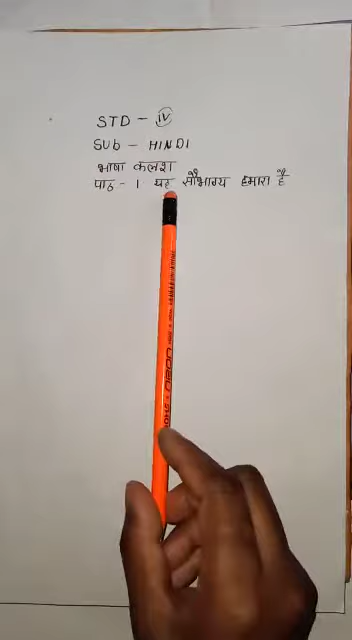 STD - IV
SUb - HINDI
भाषा कलश
पाठ - 1 यह सौभाग्य हमारा है